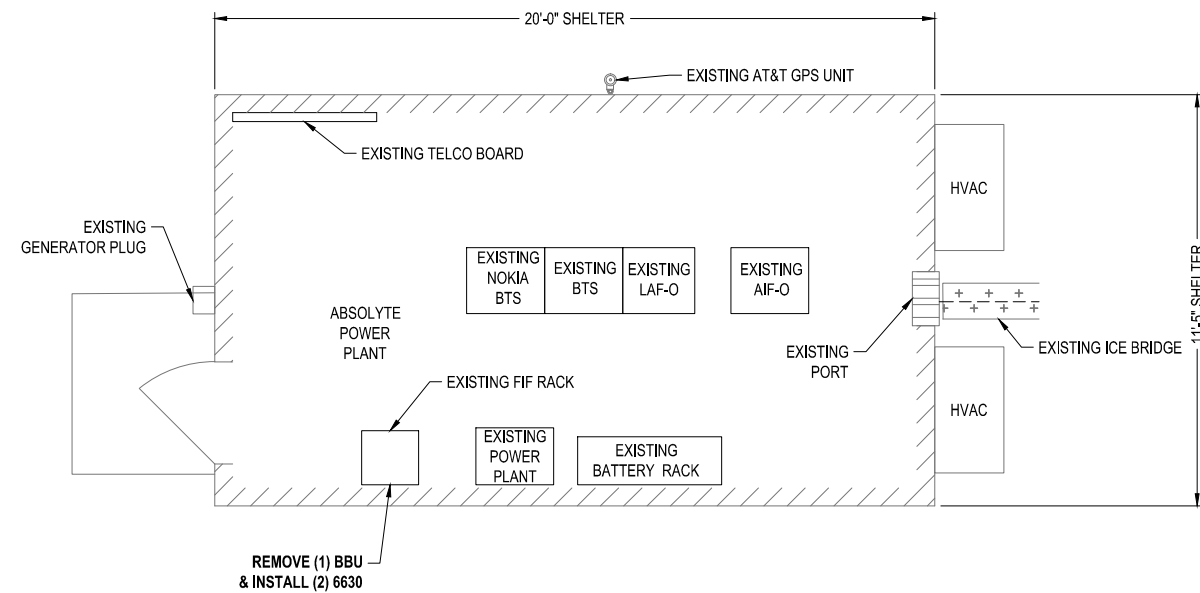 20'-0" SHELTER
EXISTING AT&T GPS UNIT
EXISTING TELCO BOARD
HVAC
EXISTING
GENERATOR PLUG
EXISTING
NOKIA
BTS
EXISTING
BTS
EXISTING
LAF-O
EXISTING
AIF-O
11'-5" SHELTER
ABSOLYTE
POWER
PLANT
EXISTING
PORT
EXISTING ICE BRIDGE
EXISTING FIF RACK
HVAC
EXISTING
POWER
PLANT
EXISTING
BATTERY RACK
REMOVE (1) BBU
& INSTALL (2) 6630